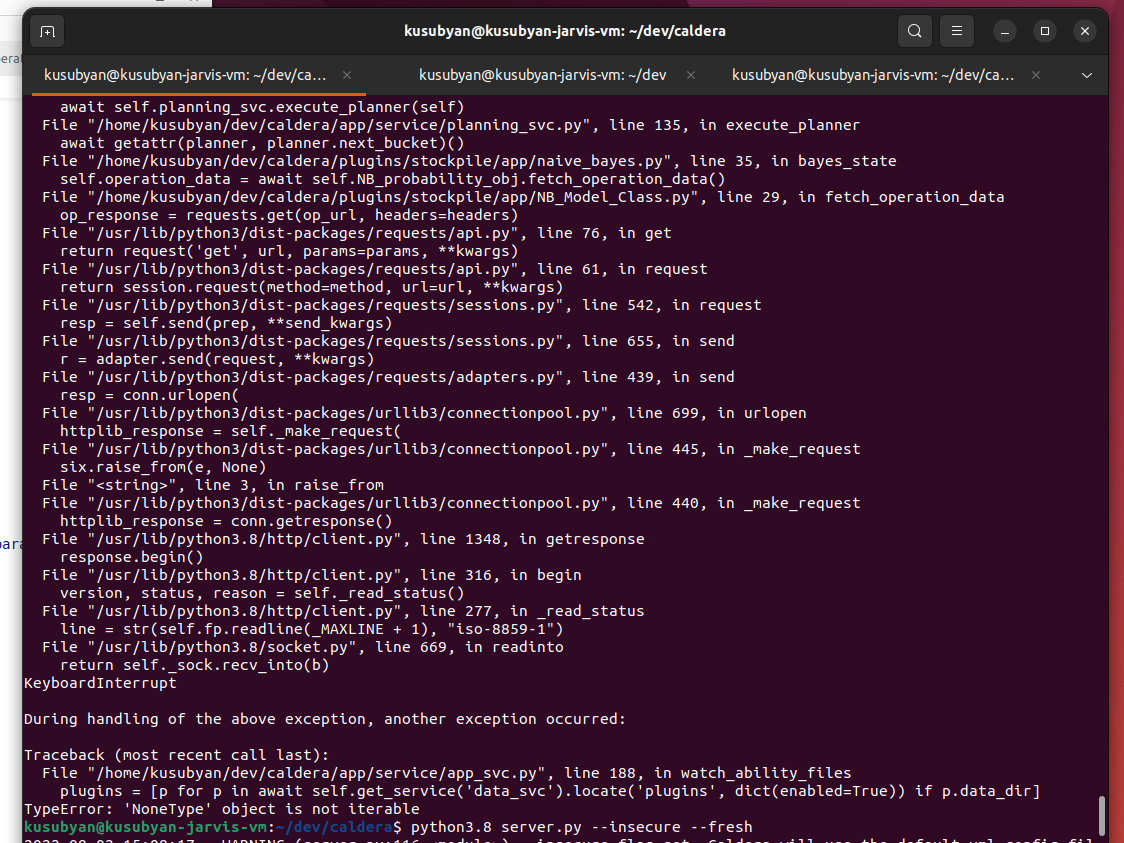 kusubyan@kusubyan-jarvis-vm: ~/dev/caldera
kusubyan@kusubyan-jarvis-vm: ~/dev/ca...
kusubyan@kusubyan-jarvis-vm: ~/dev
kusubyan@kusubyan-jarvis-vm: ~/dev/ca...
await self.planning_svc.execute_planner(self)
File "/home/kusubyan/dev/caldera/app/service/planning_svc.py", line 135, in execute_planner
await getattr(planner, planner.next_bucket)()
File "/home/kusubyan/dev/caldera/plugins/stockpile/app/naive_bayes.py", line 35, in bayes_state
self.operation_data = await self.NB_probability_obj.fetch_operation_data()
File "/home/kusubyan/dev/caldera/plugins/stockpile/app/NB_Model_Class.py", line 29, in fetch_operation_data
op_response = requests.get(op_url, headers=headers)
File "/usr/lib/python3/dist-packages/requests/api.py", line 76, in get
return request('get', url, params=params, **kwargs)
File "/usr/lib/python3/dist-packages/requests/api.py", line 61, in request
return session.request(method=method, url=url, **kwargs)
File "/usr/lib/python3/dist-packages/requests/sessions.py", line 542, in request
resp = self.send(prep, **send_kwargs)
File "/usr/lib/python3/dist-packages/requests/sessions.py", line 655, in send
r = adapter.send(request, **kwargs)
File "/usr/lib/python3/dist-packages/requests/adapters.py", line 439, in send
resp = conn.urlopen(
File "/usr/lib/python3/dist-packages/urllib3/connectionpool.py", line 699, in urlopen
httplib_response = self._make_request(
File "/usr/lib/python3/dist-packages/urllib3/connectionpool.py", line 445, in _make_request
six.raise_from(e, None)
File "<string>", line 3, in raise_from
File "/usr/lib/python3/dist-packages/urllib3/connectionpool.py", line 440, in _make_request
httplib_response = conn.getresponse()
File "/usr/lib/python3.8/http/client.py", line 1348, in getresponse
response.begin()
File "/usr/lib/python3.8/http/client.py", line 316, in begin
version, status, reason = self._read_status()
File "/usr/lib/python3.8/http/client.py", line 277, in _read_status
line = str(self.fp.readline(_MAXLINE + 1), "iso-8859-1")
File "/usr/lib/python3.8/socket.py", line 669, in readinto
return self._sock.recv_into(b)
KeyboardInterrupt
During handling of the above exception, another exception occurred:
Traceback (most recent call last):
File "/home/kusubyan/dev/caldera/app/service/app_svc.py", line 188, in watch_ability_files
plugins = [p for p in await self.get_service('data_svc').locate('plugins', dict(enabled=True)) if p.data_dir]
TypeError: 'NoneType' object is not iterable
kusubyan@kusubyan-jarvis-vm:~/dev/caldera$ python3.8 server.py --insecure --fresh